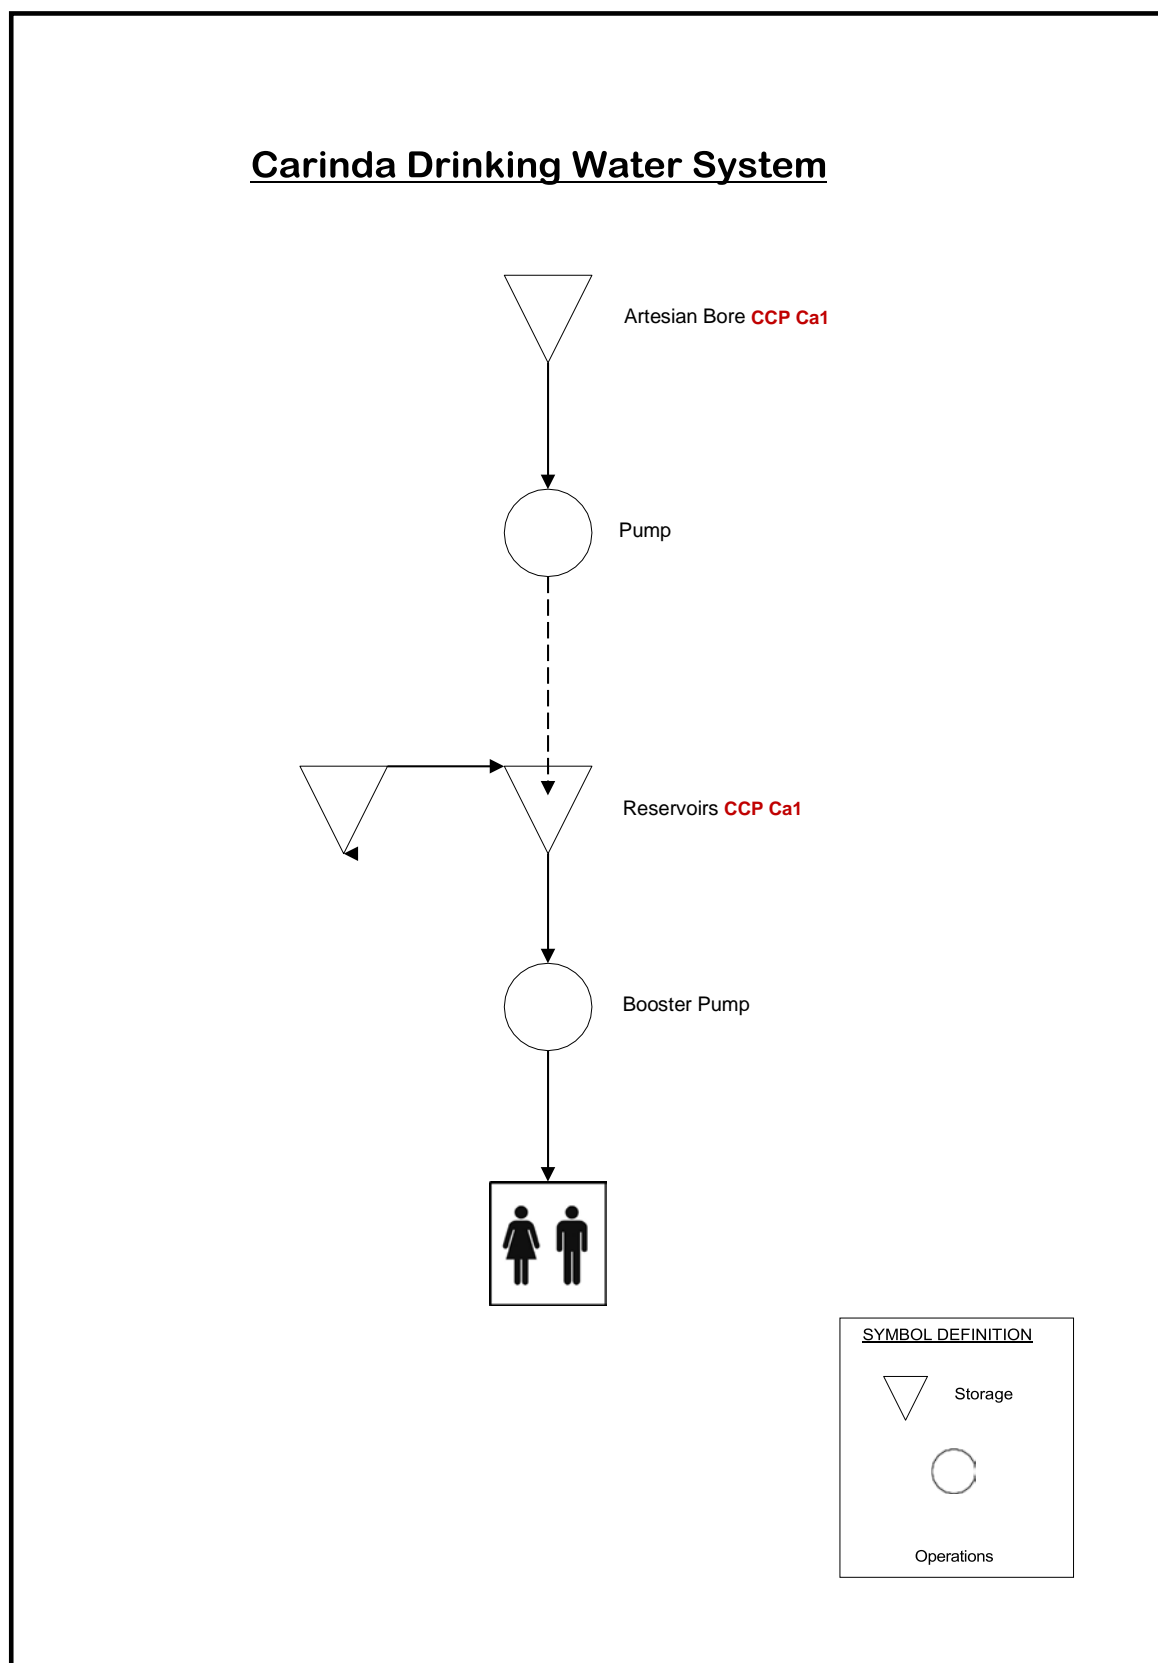 Carinda Drinking Water System
Artesian Bore CCP Ca1
Pump
Reservoirs CCP Ca1
Booster Pump
SYMBOL DEFINITION
Storage
Operations